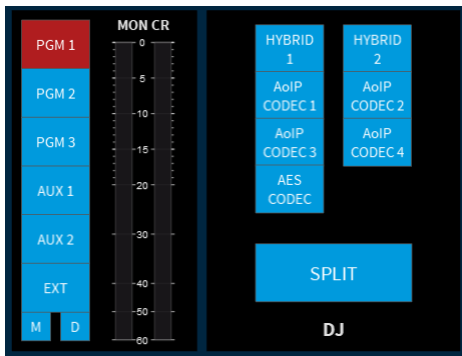 MON CR
PGM 1
PGM 2
PGM 3
AUX 1
AUX 2
EXT
M D
0
5
10
15
20
30
40
50
60
HYBRID
1
HYBRID
2
AoIP
CODEC 1
AoIP
CODEC 2
AoIP
CODEC 3
AoIP
CODEC 4
AES
CODEC
SPLIT
DJ